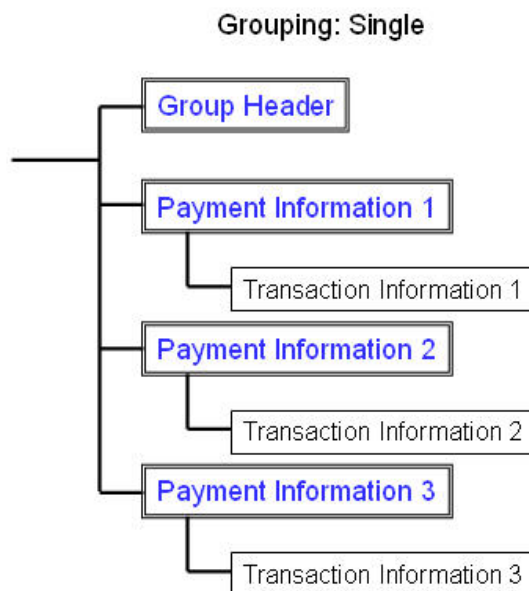 Grouping: Single
Group Header
Payment Information 1
Transaction Information 1
Payment Information 2
Transaction Information 2
Payment Information 3
Transaction Information 3